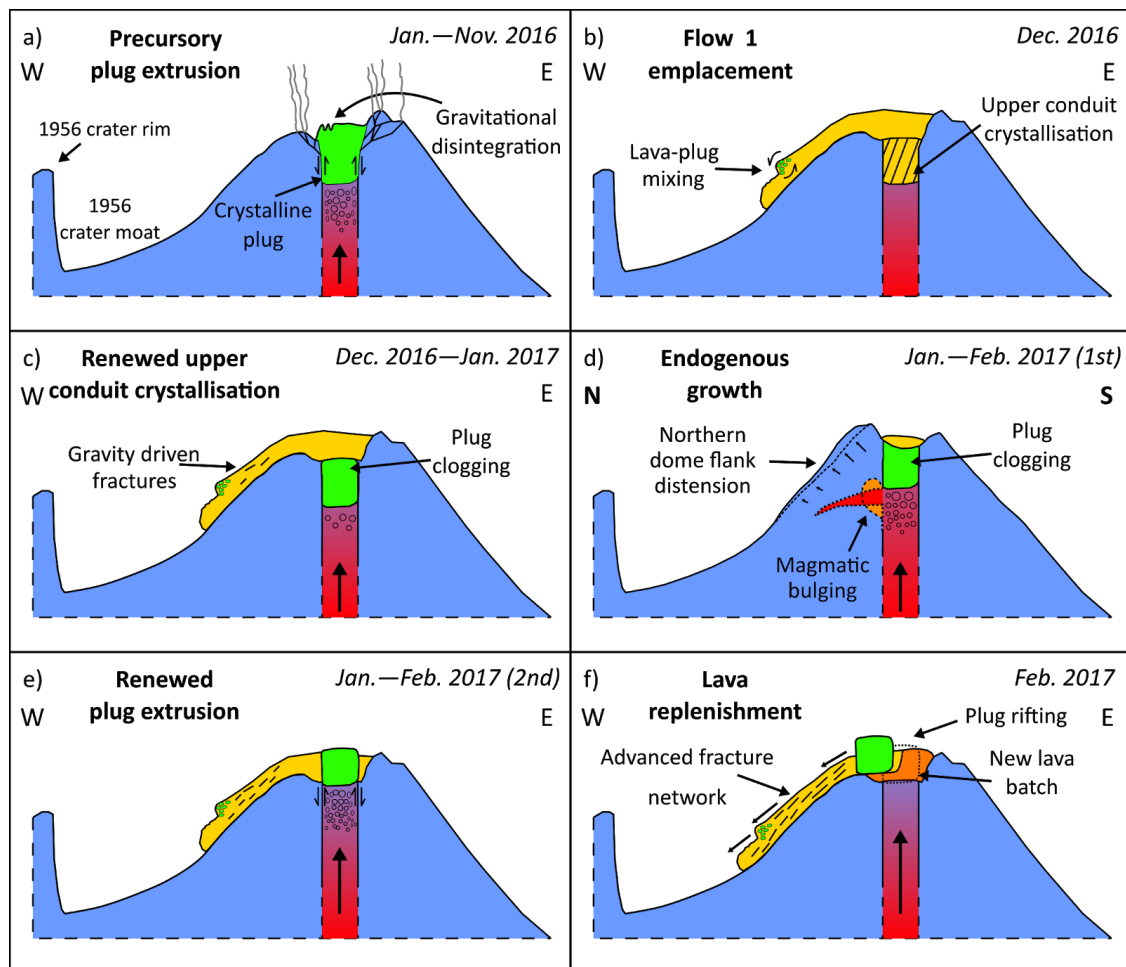 a) Precursory
plug extrusion
Jan.—Nov. 2016
W
E
1956 crater rim
1956
crater moat
Gravitational
disintegration
Crystalline
plug
b) Flow 1
emplacement
Dec. 2016
W
E
Upper conduit
crystallisation
Lava-plug
mixing
c) Renewed upper
conduit crystallisation
Dec. 2016—Jan. 2017
W
E
Gravity driven
fractures
Plug
clogging
d) Endogenous
growth
Jan.—Feb. 2017 (1st)
N
S
Northern
dome flank
distension
Plug
clogging
Magmatic
bulging
e) Renewed
plug extrusion
Jan.—Feb. 2017 (2nd)
W
E
f) Lava
replenishment
Feb. 2017
W
E
Plug rifting
Advanced fracture
network
New lava
batch